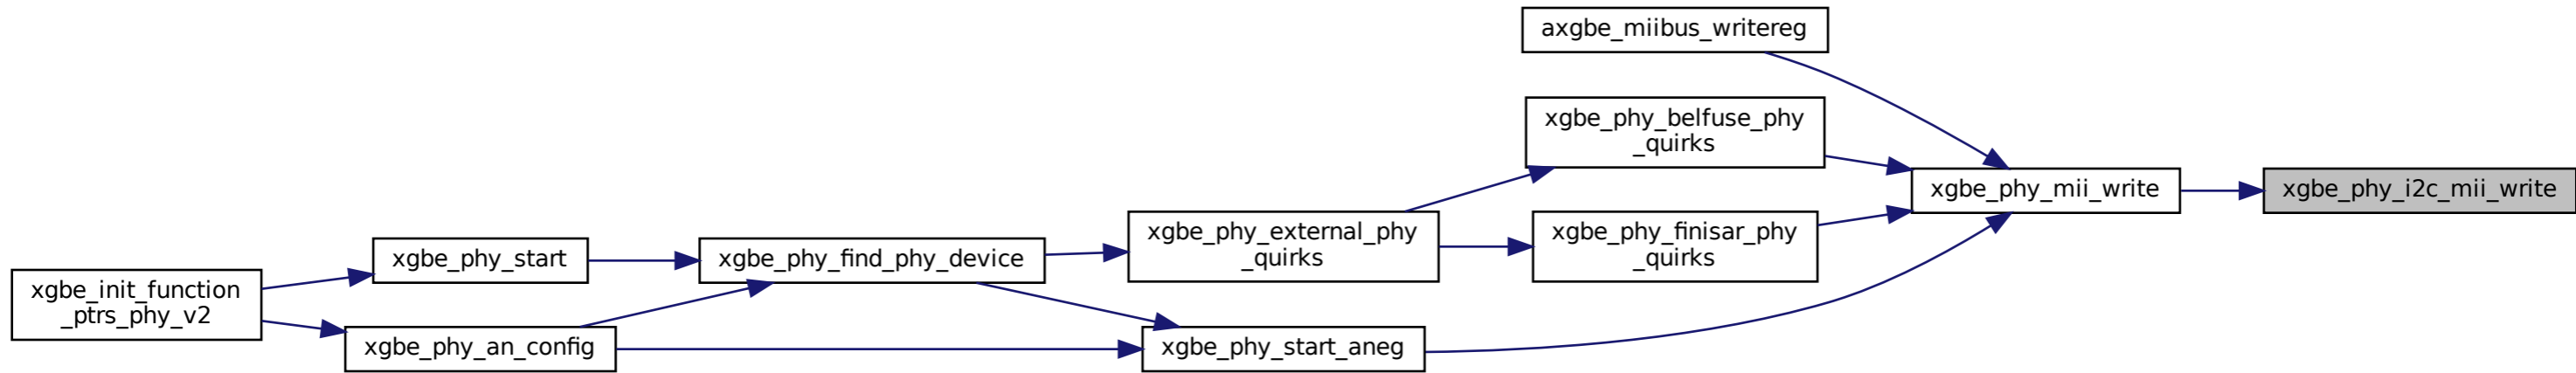 axgbe_miibus_writereg
xgbe_phy_belfuse_phy
_quirks
xgbe_phy_mii_write
xgbe_phy_i2c_mii_write
xgbe_phy_external_phy
_quirks
xgbe_phy_finisar_phy
_quirks
xgbe_phy_start
xgbe_phy_find_phy_device
xgbe_init_function
_ptrs_phy_v2
xgbe_phy_an_config
xgbe_phy_start_aneg